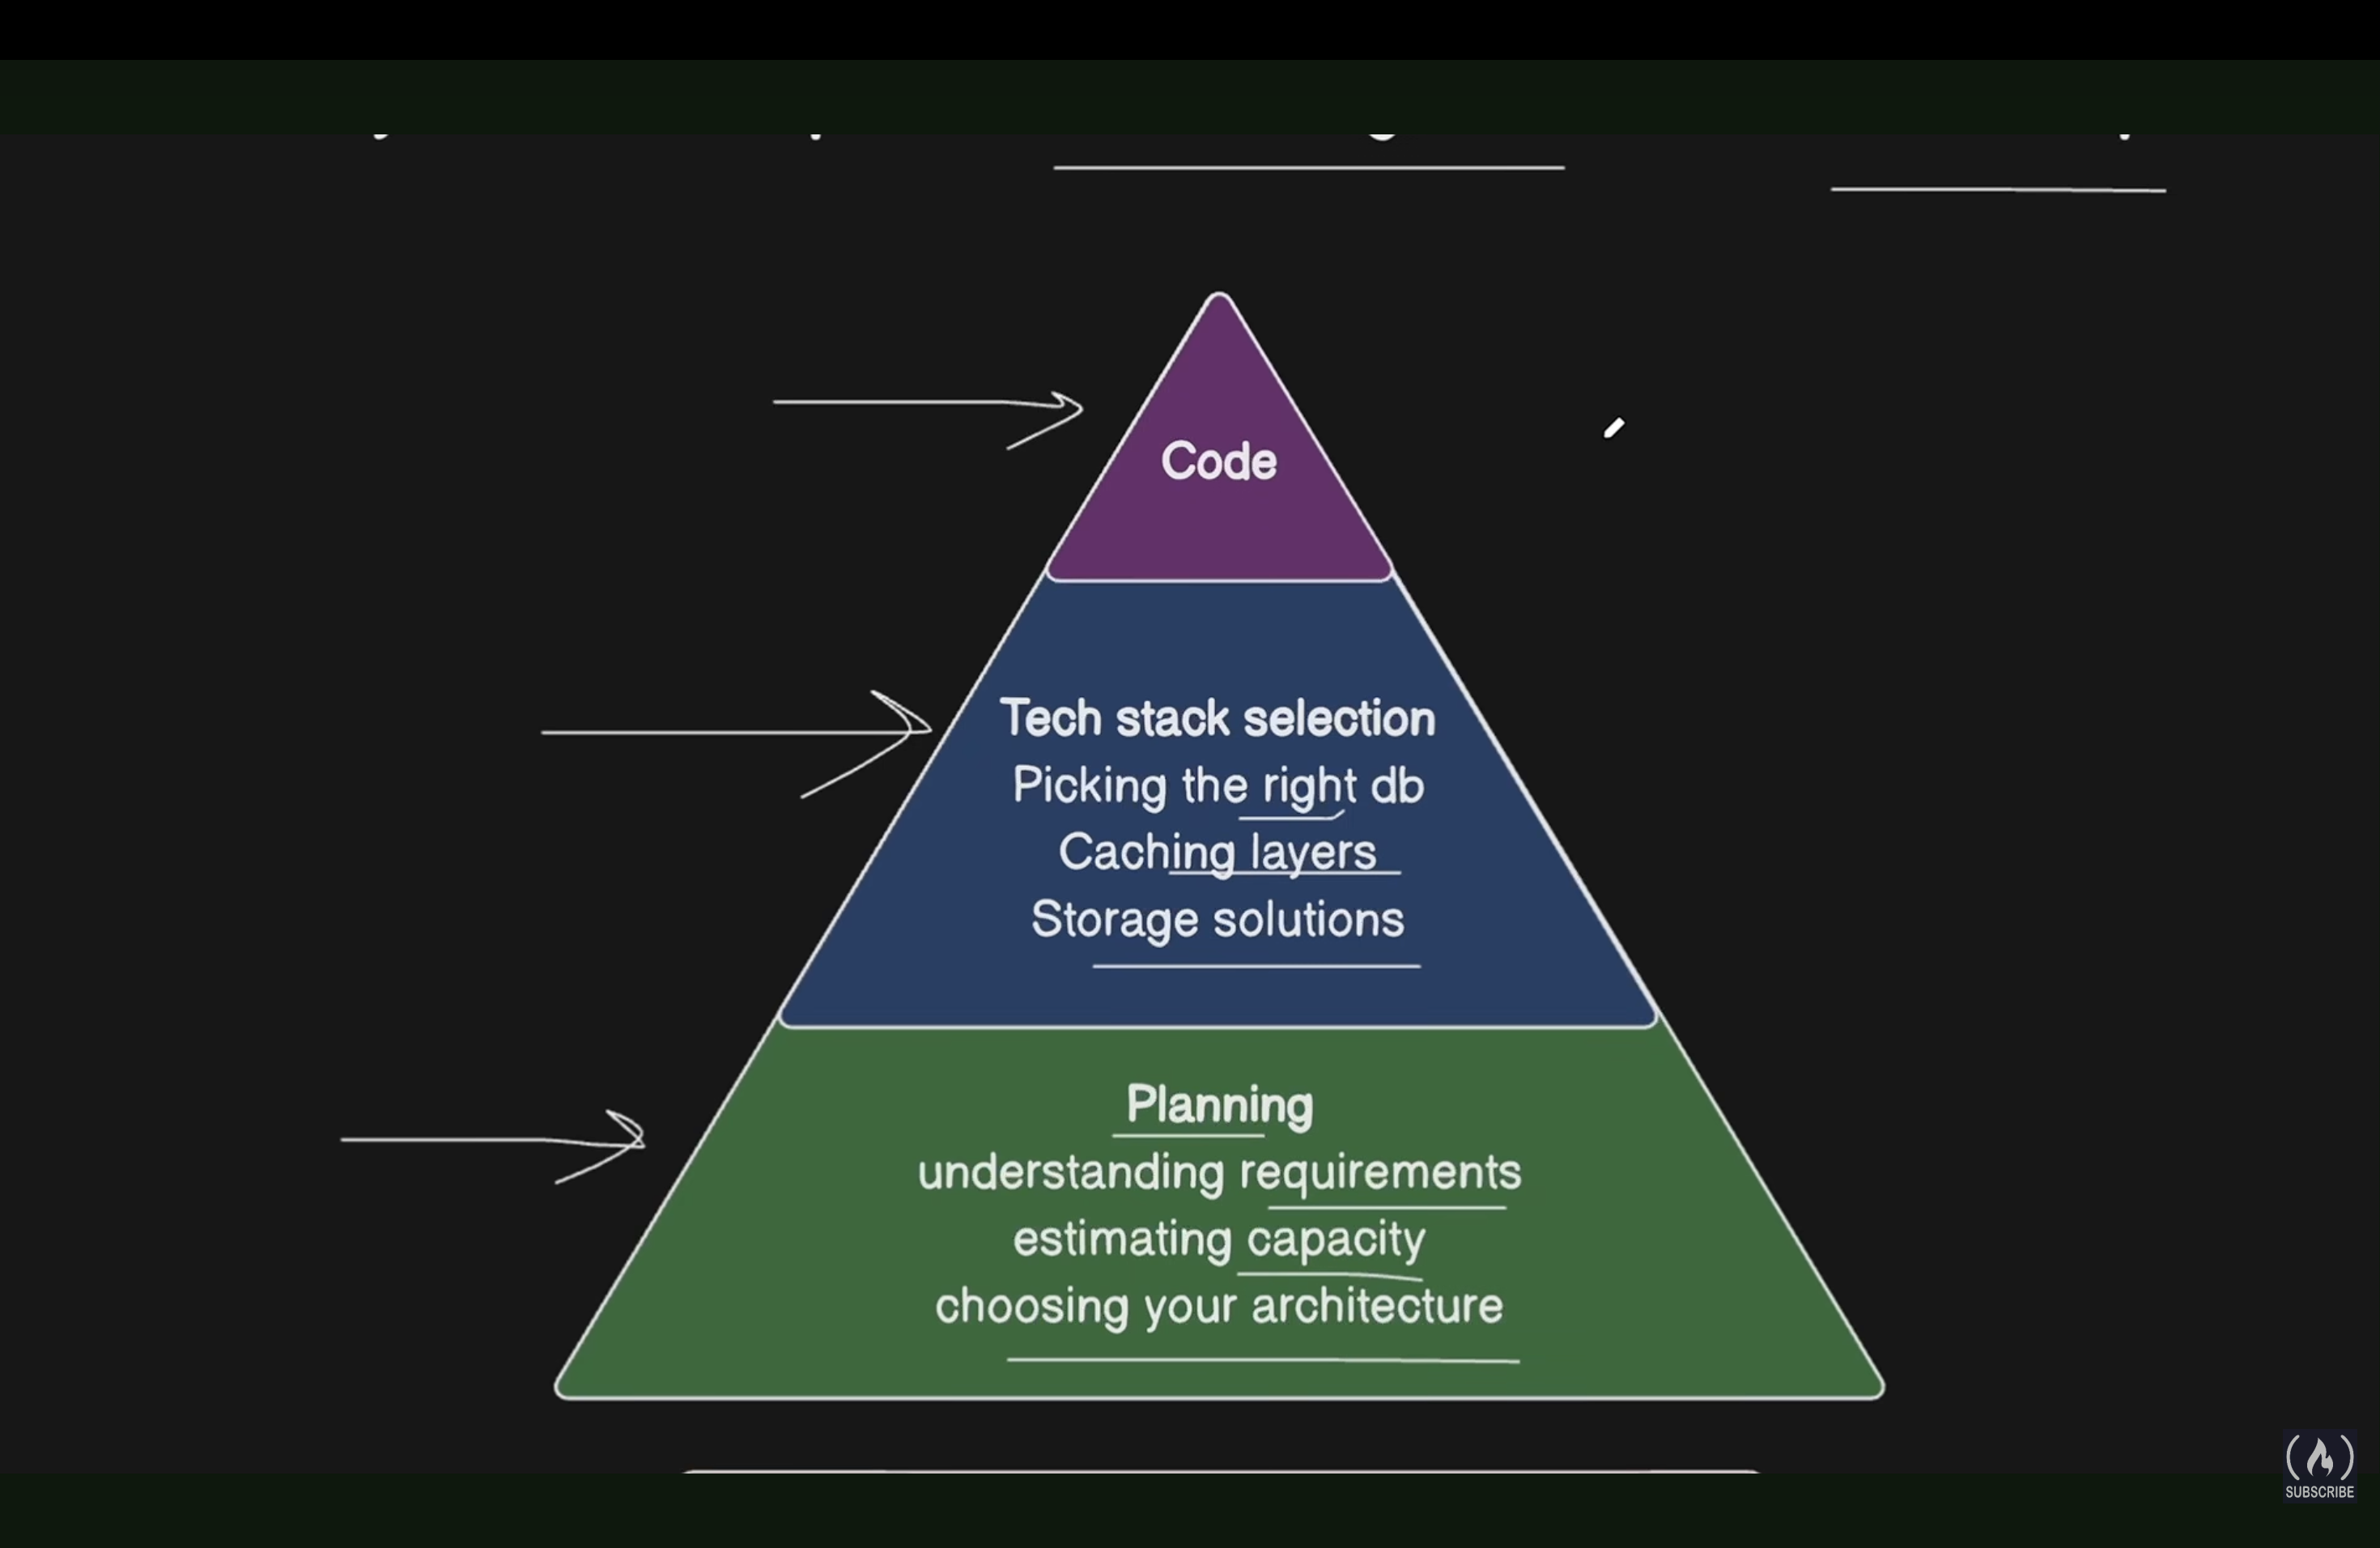 Code
Tech stack selection
Picking the right db
Caching layers
Storage solutions
Planning
understanding requirements
estimating capacity
choosing your architecture
SUBSCRIBE